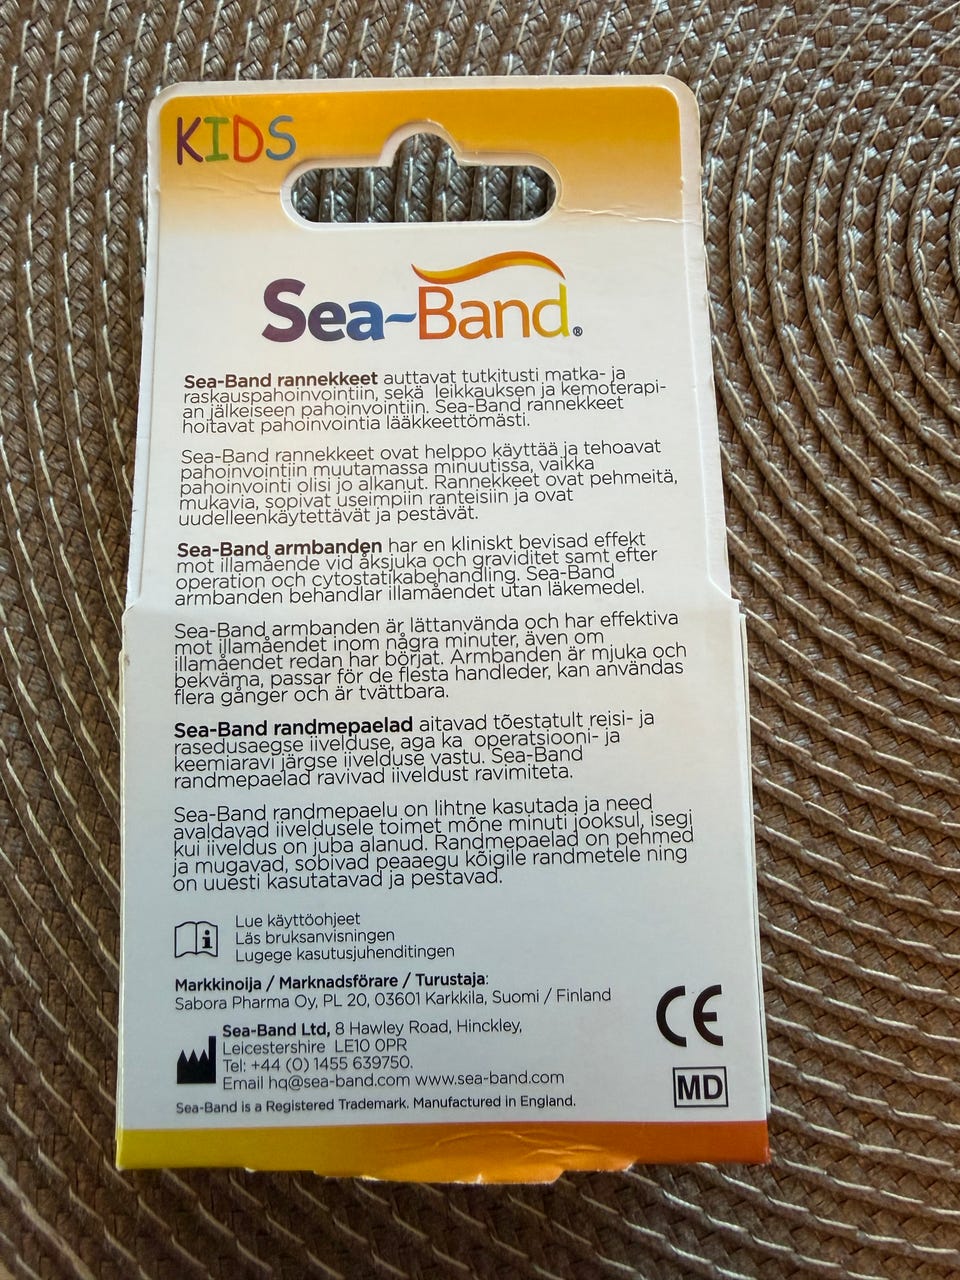 KIDS
Sea-Band®
Sea-Band rannekkeet auttavat tutkitusti matka- ja
raskauspahoinvointiin, sekä leikkauksen ja kemoterapi-
an jälkeiseen pahoinvointiin. Sea-Band rannekkeet
hoitavat pahoinvointia lääkkeettömästi.
Sea-Band rannekkeet ovat helppo käyttää ja tehoavat
pahoinvointiin muutamassa minuutissa, vaikka
pahoinvointi olisi jo alkanut. Rannekkeet ovat pehmeitä,
mukavia, sopivat useimpiin ranteisiin ja ovat
uudelleenkäytettävät ja pestävät.
Sea-Band armbanden har en kliniskt bevisad effekt
mot illamående vid åksjuka och graviditet samt efter
operation och cytostatikabehandling. Sea-Band
armbanden behandlar illamåendet utan läkemedel.
Sea-Band armbanden är lättanvända och har effektiva
mot illamåendet inom några minuter, även om
illamåendet redan har börjat. Armbanden är mjuka och
bekväma, passar för de flesta handleder, kan användas
flera gånger och är tvättbara.
Sea-Band randmepaelad aitavad tõestatult reisi- ja
rasedusaegse iivelduse, aga ka operatsiooni- ja
keemiaravi järgse iivelduse vastu. Sea-Band
randmepaelad ravivad iiveldust ravimiteta.
Sea-Band randmepaelu on lihtne kasutada ja need
avaldavad iiveldusele toimet mõne minuti jooksul, isegi
kui iiveldus on juba alanud. Randmepaelad on pehmed
ja mugavad, sobivad peaaegu kõigile randmetele ning
on uuesti kasutatavad ja pestavad.
Lue käyttöohjeet
Läs bruksanvisningen
Lugege kasutusjuhenditingen
Markkinoija / Marknadsförare / Turustaja:
Sabora Pharma Oy, PL 20, 03601 Karkkila, Suomi / Finland
Sea-Band Ltd, 8 Hawley Road, Hinckley,
Leicestershire LE10 0PR
Tel: +44 (0) 1455 639750.
Email hq@sea-band.com www.sea-band.com
Sea-Band is a Registered Trademark. Manufactured in England.
CE
MD